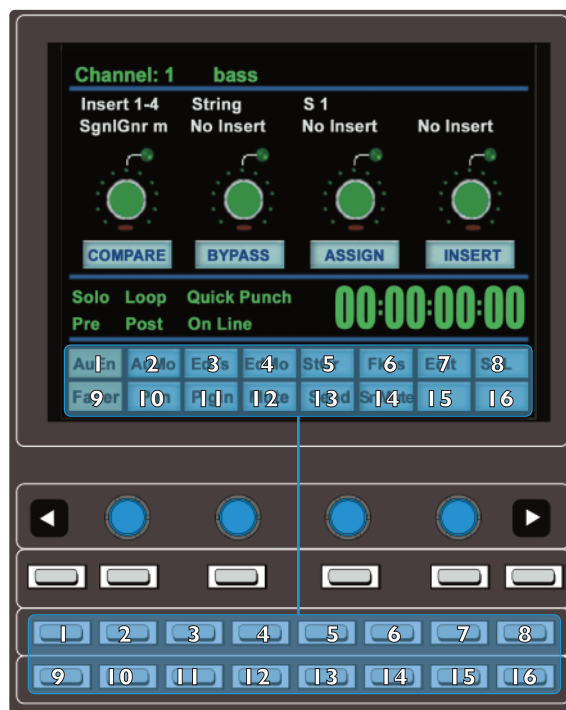 Channel: 1 bass
Insert 1-4 String S 1
SgnlGnr m No Insert No Insert No Insert
COMPARE BYPASS ASSIGN INSERT
Solo Loop Quick Punch 00:00:00:00
Pre Post On Line
1 2 3 4 5 6 7 8
9 10 11 12 13 14 15 16
1 2 3 4 5 6 7 8
9 10 11 12 13 14 15 16